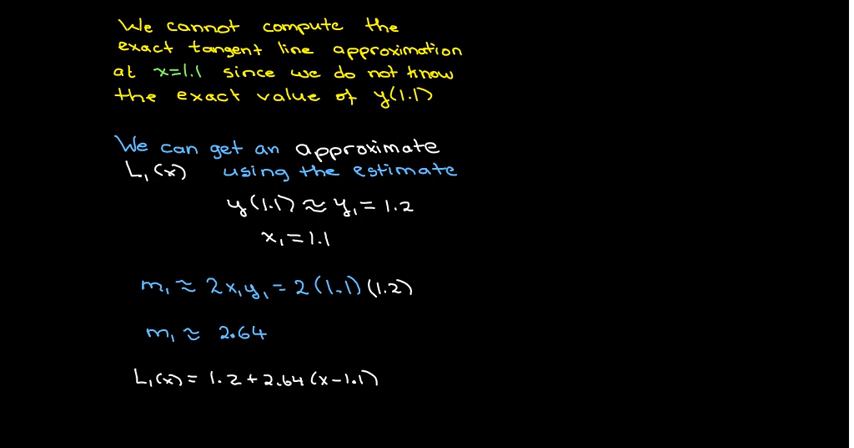 We cannot compute the
exact tangent line approximation
at x=1.1 since we do not know
the exact value of y(1.1)
We can get an approximate
L₁(x) using the estimate
y(1.1) ≈ y₁ = 1.2
x₁ = 1.1
m₁ ≈ 2x₁y₁ = 2(1.1)(1.2)
m₁ ≈ 2.64
L₁(x) = 1.2 + 2.64(x-1.1)